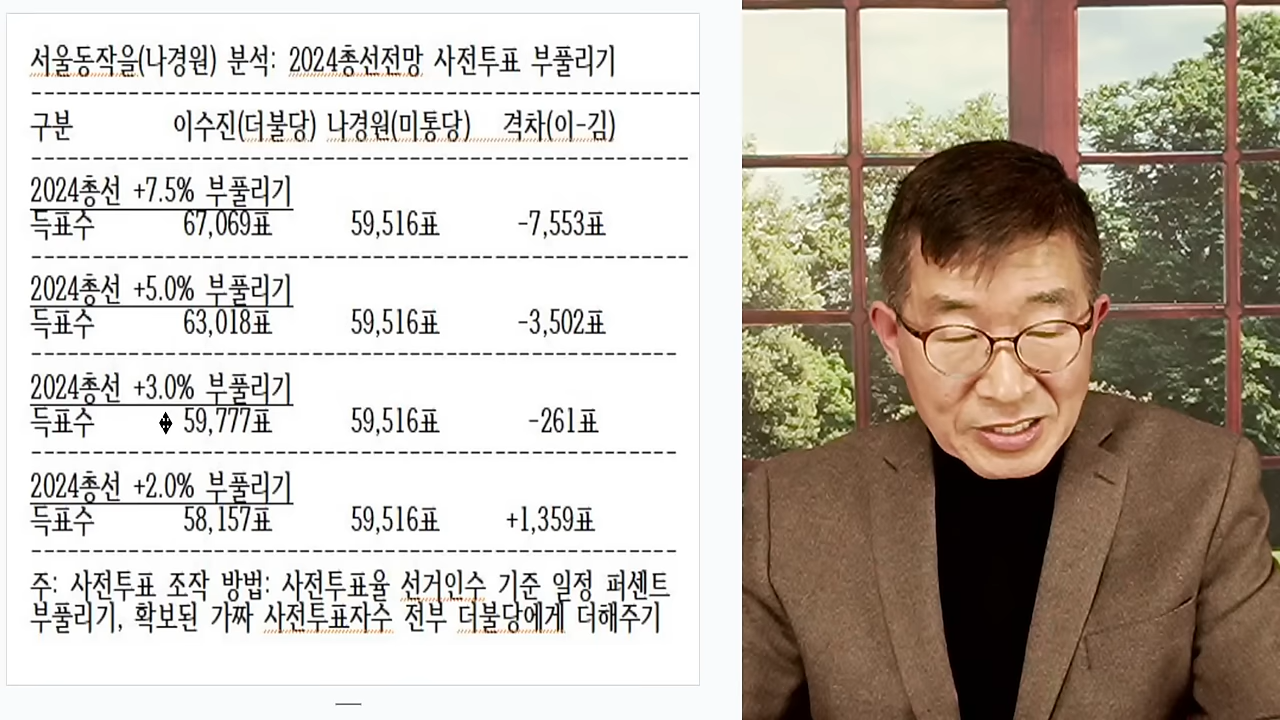 서울동작을(나경원) 분석: 2024총선전망 사전투표 부풀리기
구분 이수진(더불당) 나경원(미통당) 격차(이-김)
2024총선 +7.5% 부풀리기
득표수 67,069표 59,516표 -7,553표
2024총선 +5.0% 부풀리기
득표수 63,018표 59,516표 -3,502표
2024총선 +3.0% 부풀리기
득표수 59,777표 59,516표 -261표
2024총선 +2.0% 부풀리기
득표수 58,157표 59,516표 +1,359표
주: 사전투표 조작 방법: 사전투표율 선거인수 기준 일정 퍼센트
부풀리기, 확보된 가짜 사전투표자수 전부 더불당에게 더해주기